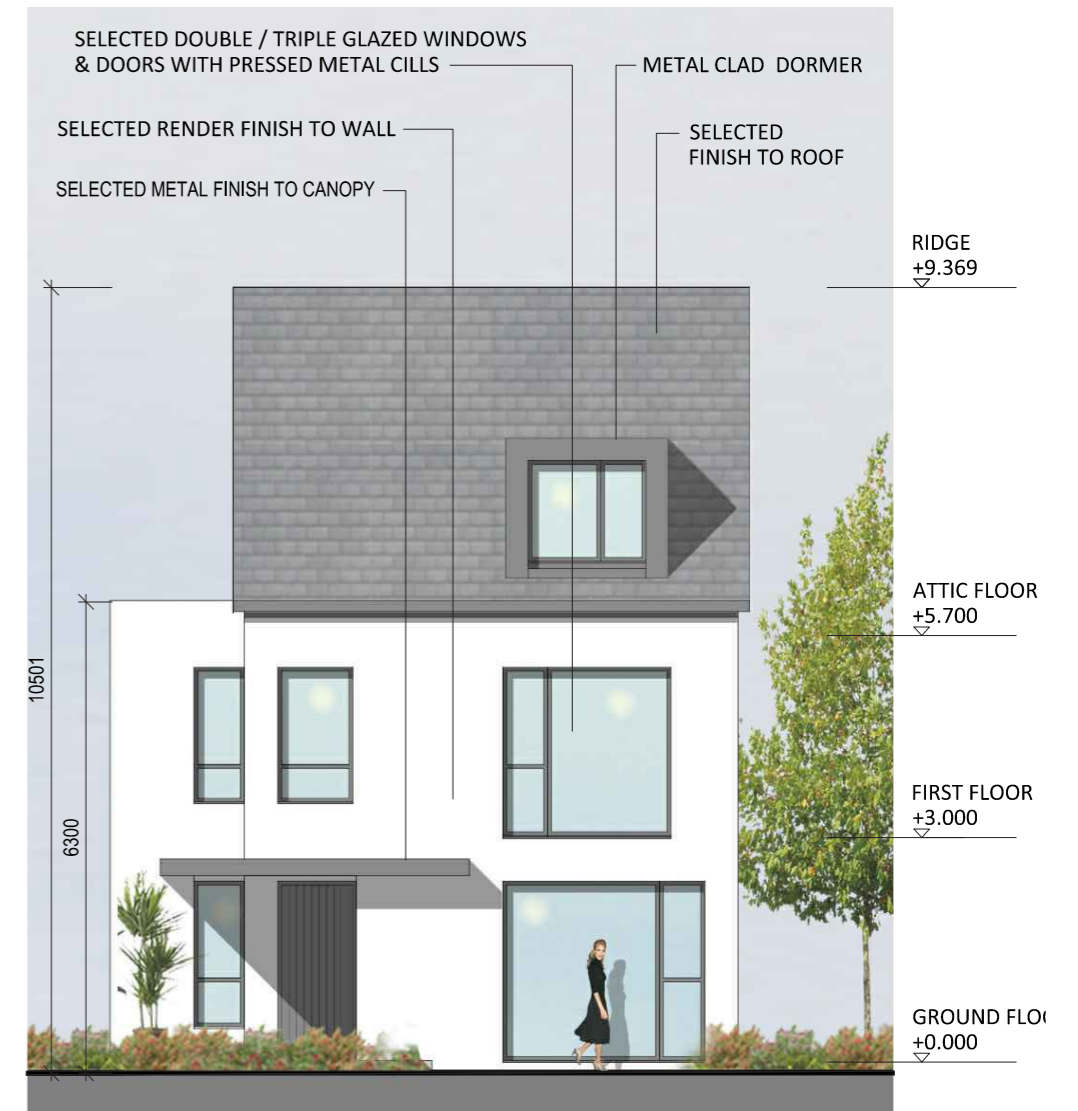 SELECTED DOUBLE / TRIPLE GLAZED WINDOWS
& DOORS WITH PRESSED METAL CILLS
METAL CLAD DORMER
SELECTED RENDER FINISH TO WALL
SELECTED
FINISH TO ROOF
SELECTED METAL FINISH TO CANOPY
RIDGE
+9.369
ATTIC FLOOR
+5.700
10501
FIRST FLOOR
+3.000
6300
GROUND FLO
+0.000